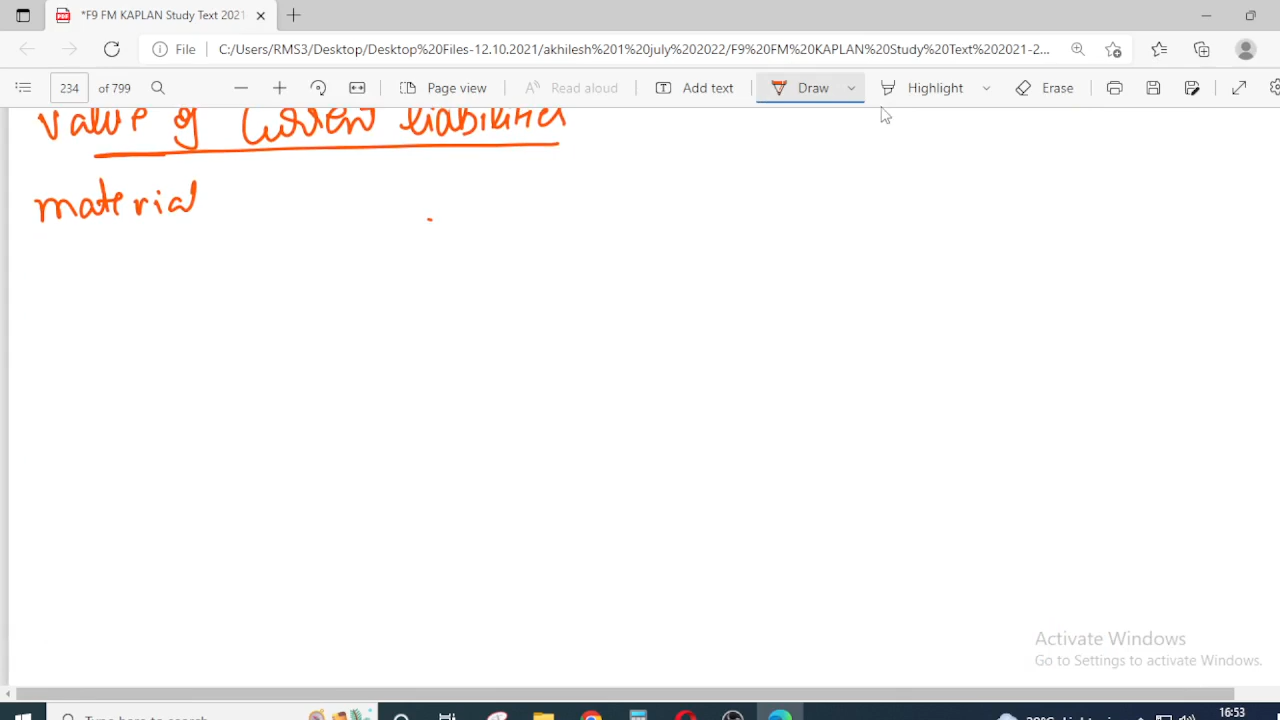 *F9 FM KAPLAN Study Text 2021
File C:/Users/RMS3/Desktop/Desktop%20Files-12.10.2021/akhilesh%201%20july%202022/F9%20FM%20KAPLAN%20Study%20Text%202021-2...
234 of 799 Page view Read aloud Add text Draw Highlight Erase
Value of Current liabilities
material
Activate Windows
Go to Settings to activate Windows.
16:53